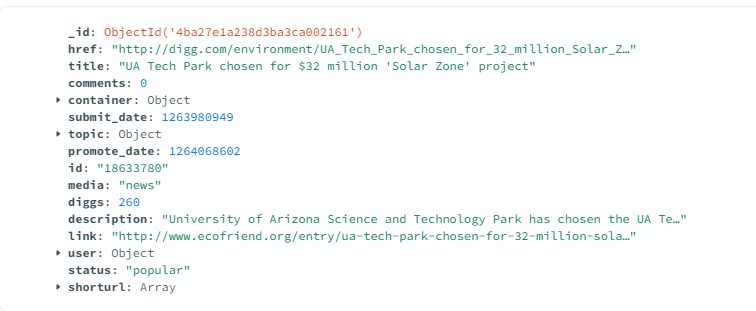 _id: ObjectId('4ba27e1a238d3ba3ca002161')
href: "http://digg.com/environment/UA_Tech_Park_chosen_for_32_million_Solar_Z…"
title: "UA Tech Park chosen for $32 million 'Solar Zone' project"
comments: 0
container: Object
submit_date: 1263980949
topic: Object
promote_date: 1264068602
id: "18633780"
media: "news"
diggs: 260
description: "University of Arizona Science and Technology Park has chosen the UA Te…"
link: "http://www.ecofriend.org/entry/ua-tech-park-chosen-for-32-million-sola…"
user: Object
status: "popular"
shorturl: Array